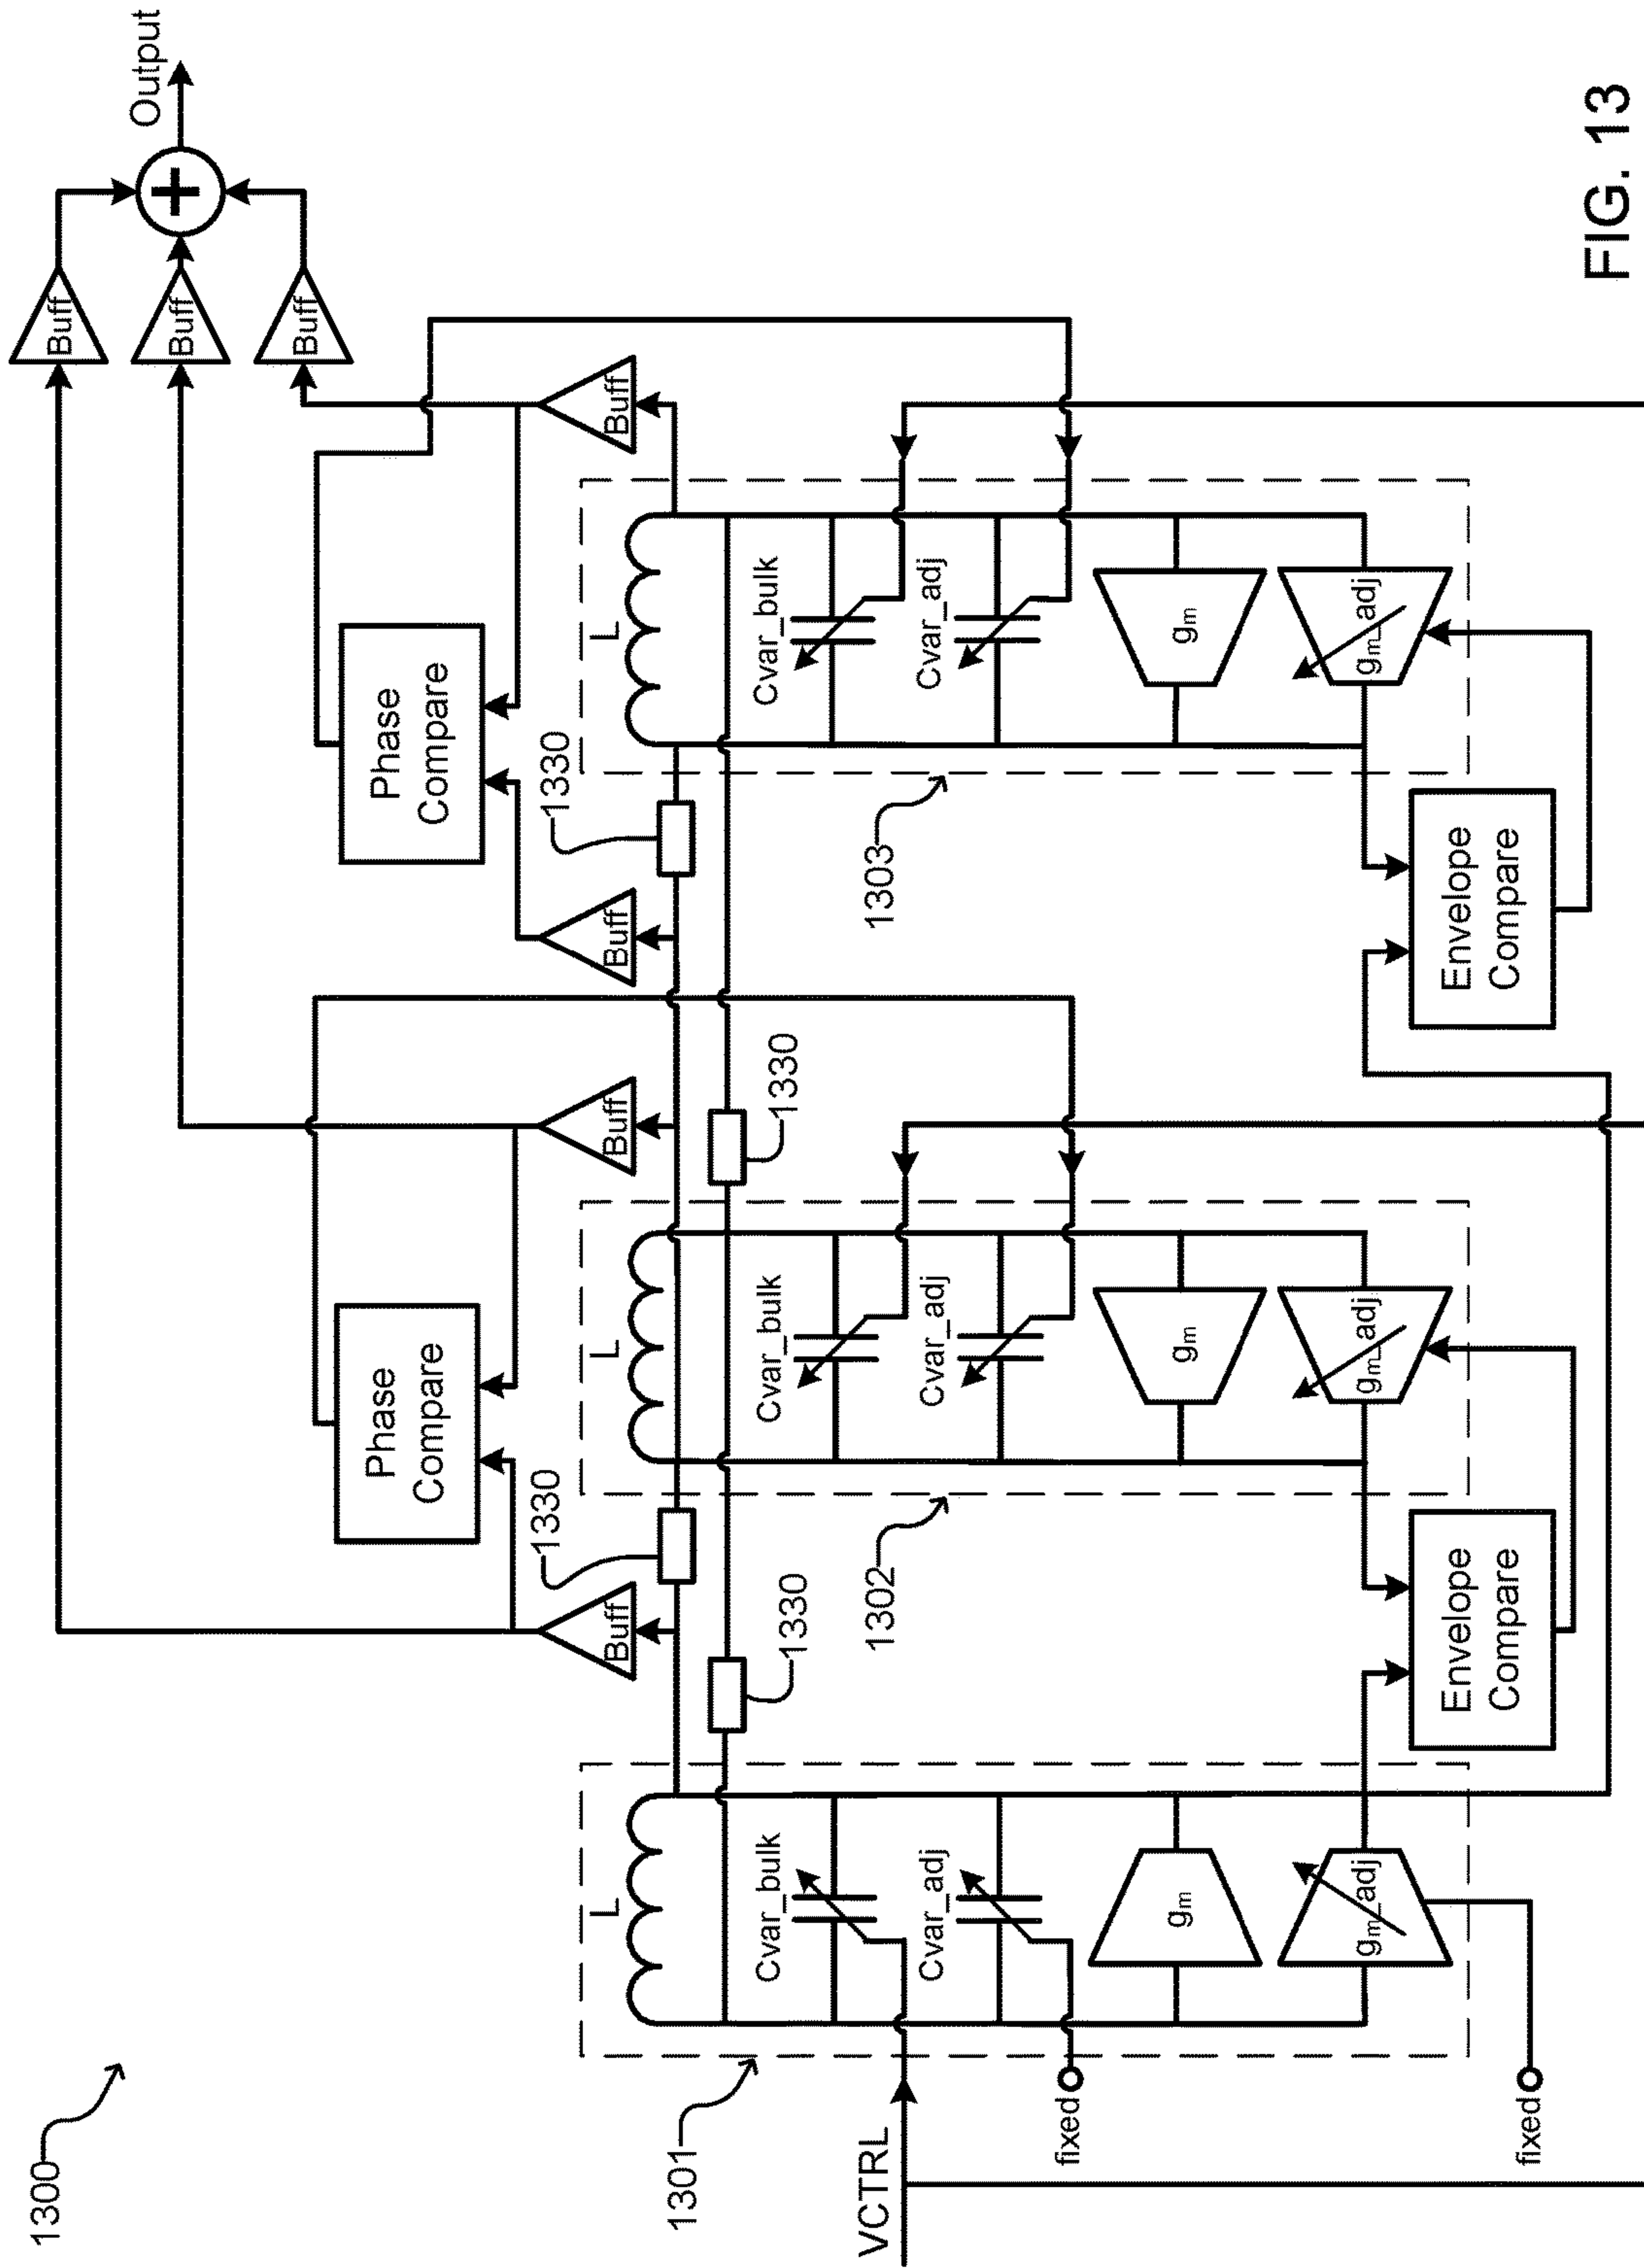 1300
Output
Buff
Buff
Buff
Phase
Compare
Phase
Compare
Buff
Buff
Buff
Buff
1330
1330
1330
1330
L
L
L
Cvar_bulk
Cvar_bulk
Cvar_bulk
Cvar_adj
Cvar_adj
Cvar_adj
gm
gm
gm
gm_adj
gm_adj
gm_adj
1301
1302
1303
VCTRL
fixed
fixed
Envelope
Compare
Envelope
Compare
FIG. 13